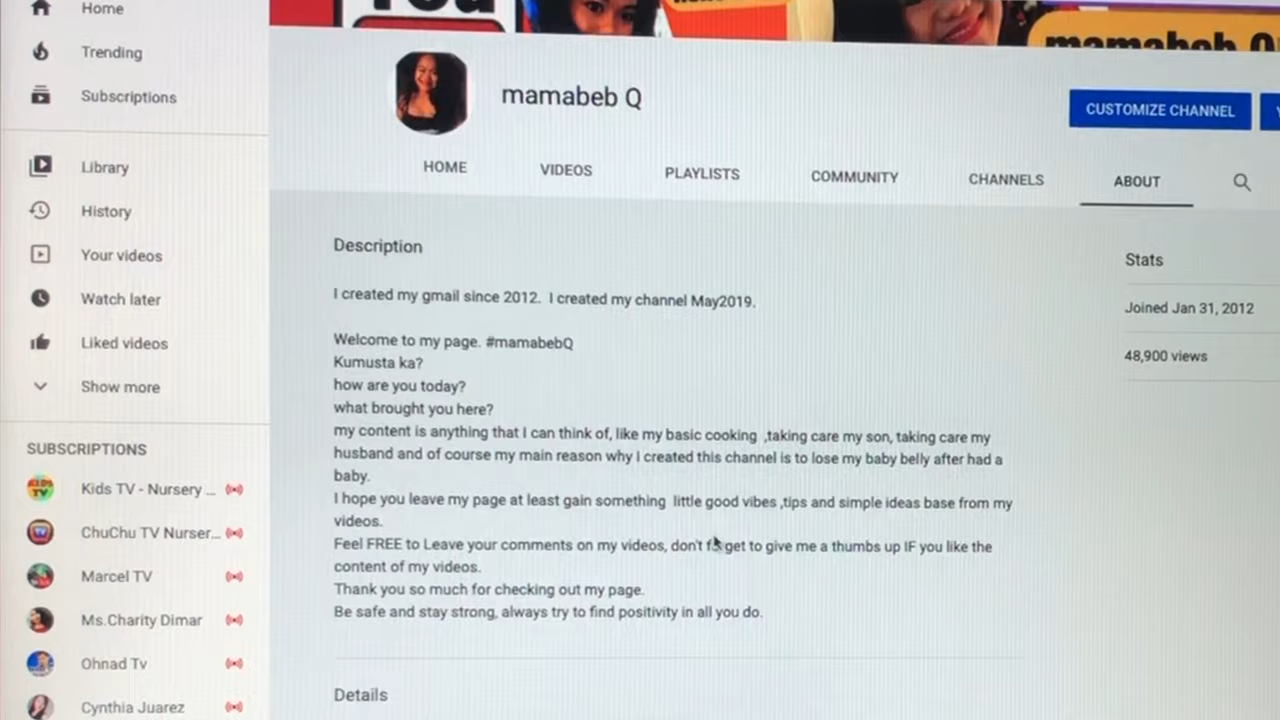 You
mamabeb Q
Home
Trending
Subscriptions
Library
History
Your videos
Watch later
Liked videos
Show more
SUBSCRIPTIONS
Kids TV - Nursery ...
ChuChu TV Nurser...
Marcel TV
Ms.Charity Dimar
Ohnad Tv
Cynthia Juarez
mamabeb Q
CUSTOMIZE CHANNEL
HOME
VIDEOS
PLAYLISTS
COMMUNITY
CHANNELS
ABOUT
Description
I created my gmail since 2012. I created my channel May2019.
Welcome to my page. #mamabebQ
Kumusta ka?
how are you today?
what brought you here?
my content is anything that I can think of, like my basic cooking ,taking care my son, taking care my
husband and of course my main reason why I created this channel is to lose my baby belly after had a
baby.
I hope you leave my page at least gain something little good vibes ,tips and simple ideas base from my
videos.
Feel FREE to Leave your comments on my videos, don't forget to give me a thumbs up IF you like the
content of my videos.
Thank you so much for checking out my page.
Be safe and stay strong, always try to find positivity in all you do.
Details
Stats
Joined Jan 31, 2012
48,900 views